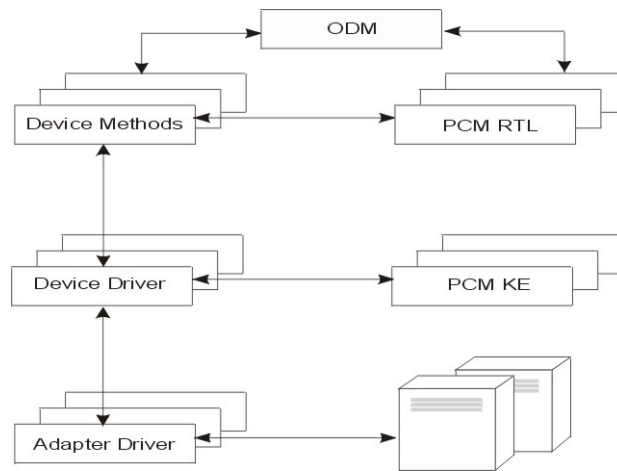 ODM
Device Methods
PCM RTL
Device Driver
PCM KE
Adapter Driver